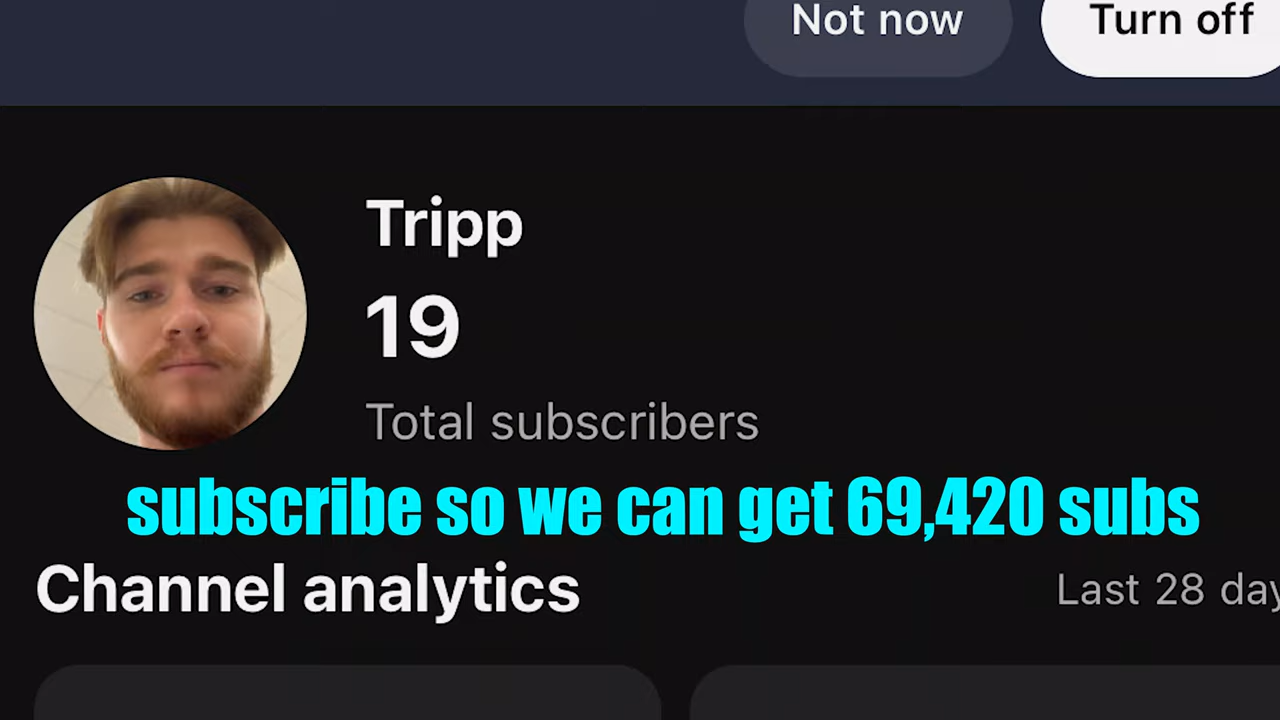 Not now
Turn off
Tripp
19
Total subscribers
subscribe so we can get 69,420 subs
Channel analytics
Last 28 day